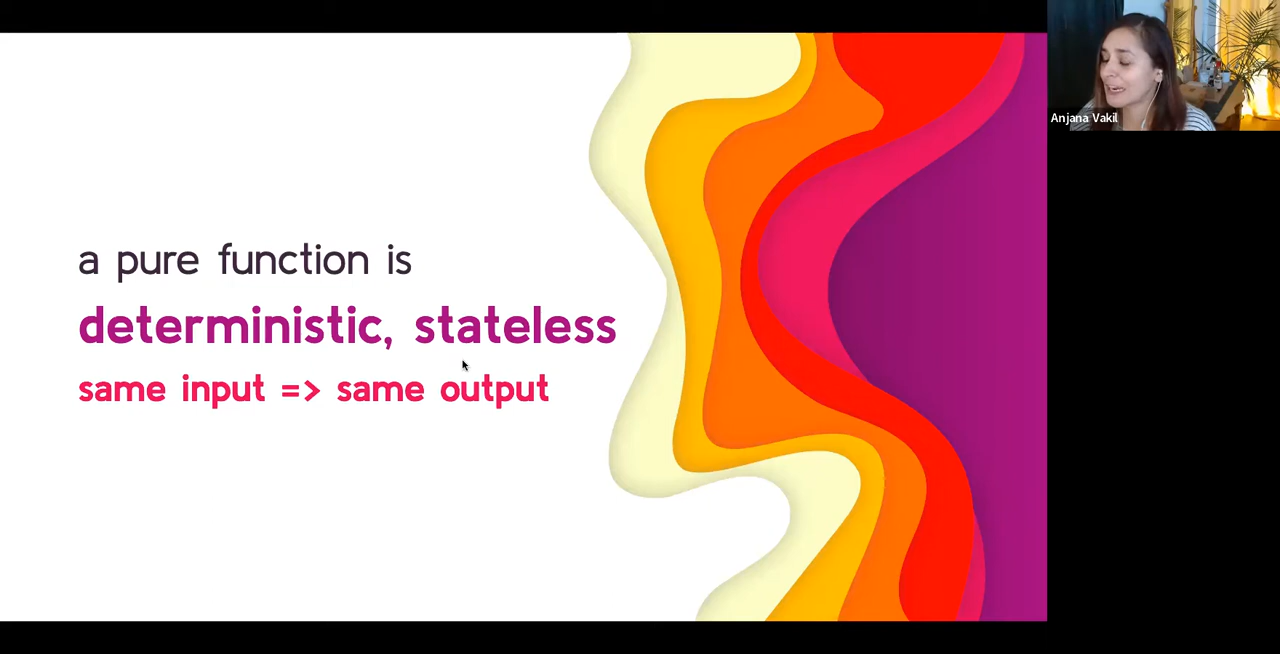 a pure function is
deterministic, stateless
same input => same output
Anjana Vakil